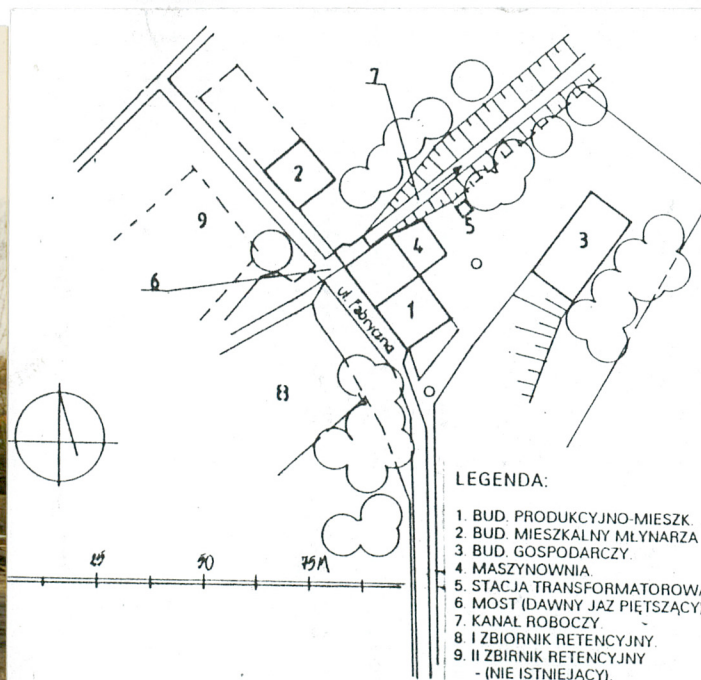 7
2
9
4
5
3
6
1
ul. Fabryczna
8
25 50 75M
LEGENDA:
1. BUD. PRODUKCYJNO-MIESZK.
2. BUD. MIESZKALNY MŁYNARZA
3. BUD. GOSPODARCZY.
4. MASZYNOWNIA.
5. STACJA TRANSFORMATOROWA
6. MOST (DAWNY JAZ PIĘTSZĄCY)
7. KANAŁ ROBOCZY.
8. I ZBIORNIK RETENCYJNY.
9. II ZBIRNIK RETENCYJNY
- (NIE ISTNIEJĄCY).